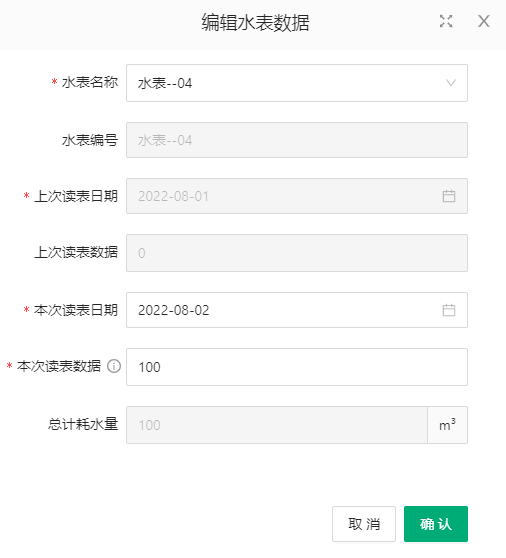 编辑水表数据
* 水表名称 水表--04
水表编号 水表--04
* 上次读表日期 2022-08-01
上次读表数据 0
* 本次读表日期 2022-08-02
* 本次读表数据 100
总计耗水量 100 m³
取 消 确 认